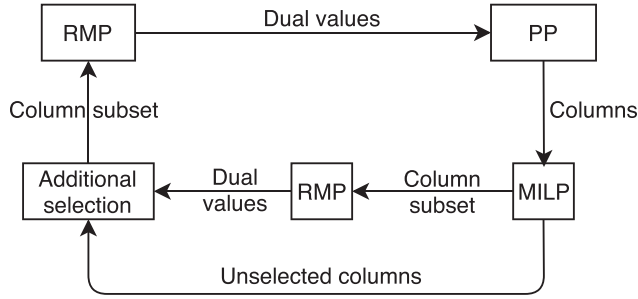 RMP
Dual values
PP
Column subset
Columns
Additional
selection
Dual
values
RMP
Column
subset
MILP
Unselected columns